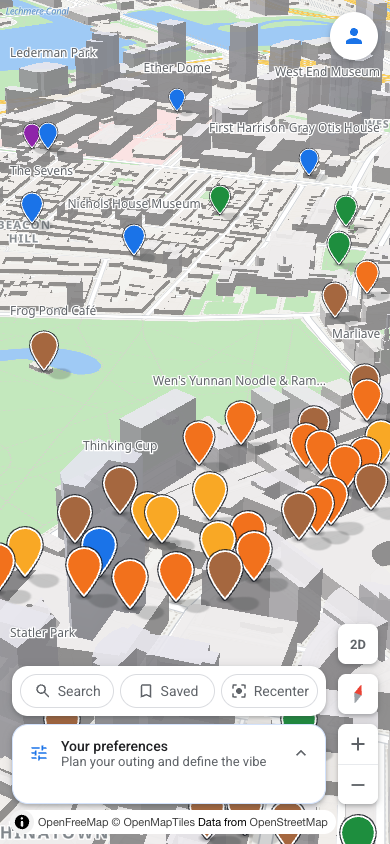 Lechmere Canal
Lederman Park
Ether Dome
West End Museum
First Harrison Gray Otis House
WES
The Sevens
Nichols House Museum
BEACON
HILL
Frog Pond Cafe
Marliave
Wen's Yunnan Noodle & Ram...
Thinking Cup
Statler Park
2D
Search
Saved
Recenter
Your preferences
Plan your outing and define the vibe
OpenFreeMap © OpenMapTiles Data from OpenStreetMap
HINATOWN